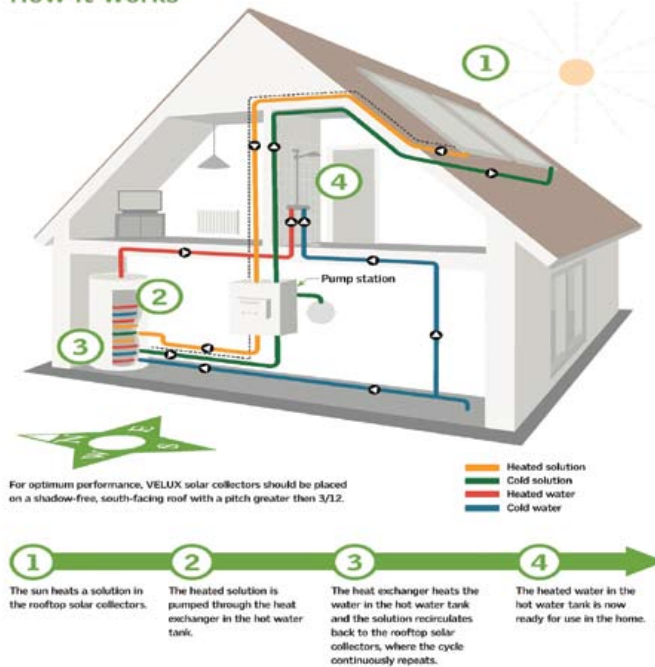 How it works
1
4
Pump station
2
3
N
E
S
W
For optimum performance, VELUX solar collectors should be placed
on a shadow-free, south-facing roof with a pitch greater then 3/12.
Heated solution
Cold solution
Heated water
Cold water
1
The sun heats a solution in
the rooftop solar collectors.
2
The heated solution is
pumped through the heat
exchanger in the hot water
tank.
3
The heat exchanger heats the
water in the hot water tank
and the solution recirculates
back to the rooftop solar
collectors, where the cycle
continuously repeats.
4
The heated water in the
hot water tank is now
ready for use in the home.